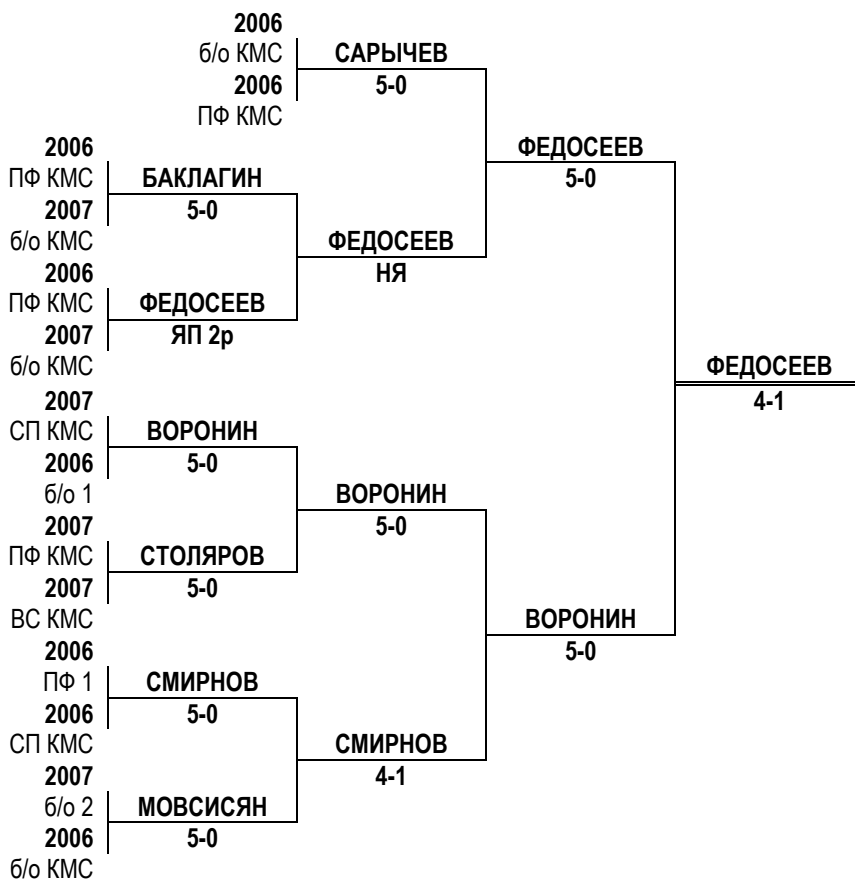 2006
б/о КМС
САРЫЧЕВ
2006
5-0
ПФ КМС
2006
ФЕДОСЕЕВ
ПФ КМС
БАКЛАГИН
5-0
2007
5-0
б/о КМС
ФЕДОСЕЕВ
2006
НЯ
ПФ КМС
ФЕДОСЕЕВ
2007
ЯП 2р
б/о КМС
ФЕДОСЕЕВ
2007
4-1
СП КМС
ВОРОНИН
2006
5-0
б/о 1
ВОРОНИН
2007
5-0
ПФ КМС
СТОЛЯРОВ
2007
5-0
ВС КМС
ВОРОНИН
2006
5-0
ПФ 1
СМИРНОВ
2006
5-0
СП КМС
СМИРНОВ
2007
4-1
б/о 2
МОВСИСЯН
2006
5-0
б/о КМС